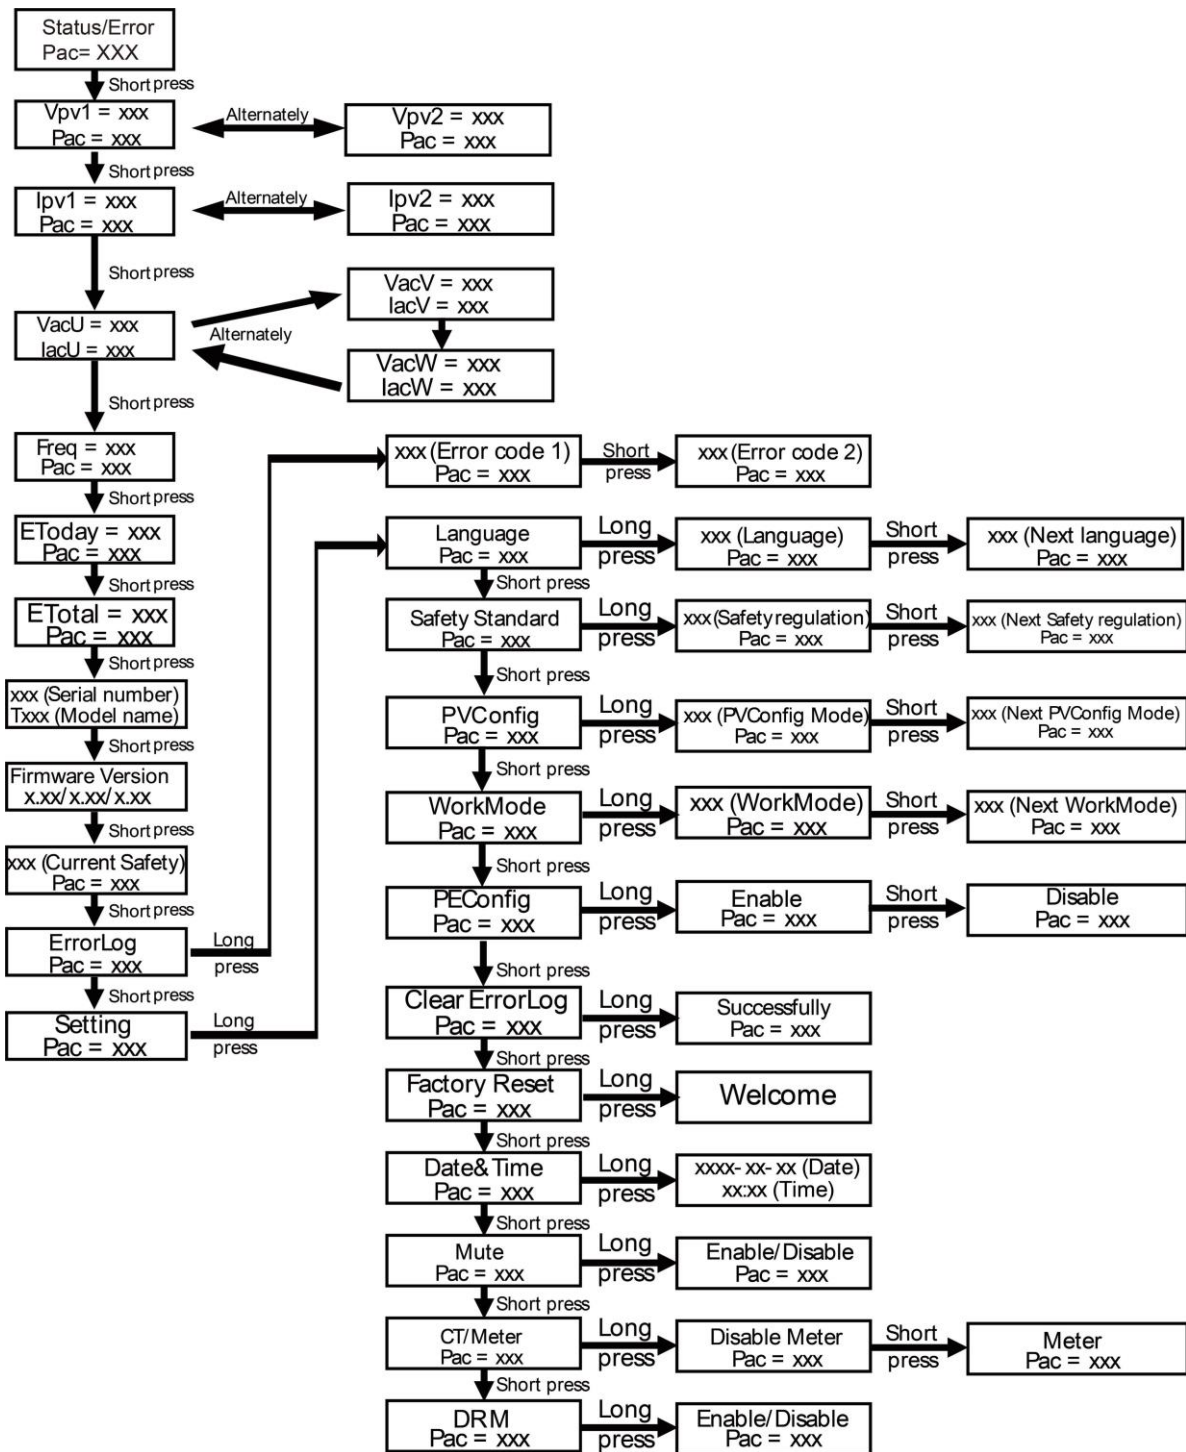 Status/Error
Pac= XXX
Short press
Vpv1 = xxx
Pac = xxx
Alternately
Vpv2 = xxx
Pac = xxx
Short press
Ipv1 = xxx
Pac = xxx
Alternately
Ipv2 = xxx
Pac = xxx
Short press
VacU = xxx
IacU = xxx
Alternately
VacV = xxx
IacV = xxx
VacW = xxx
IacW = xxx
Short press
Freq = xxx
Pac = xxx
Short press
EToday = xxx
Pac = xxx
Short press
ETotal = xxx
Pac = xxx
Short press
xxx (Serial number)
Txxx (Model name)
Short press
Firmware Version
x.xx/x.xx/x.xx
Short press
xxx (Current Safety)
Pac = xxx
Short press
ErrorLog
Pac = xxx
Long
press
Short press
Setting
Pac = xxx
Long
press
xxx (Error code 1)
Pac = xxx
Short
press
xxx (Error code 2)
Pac = xxx
Language
Pac = xxx
Long
press
xxx (Language)
Pac = xxx
Short
press
xxx (Next language)
Pac = xxx
Short press
Safety Standard
Pac = xxx
Long
press
xxx(Safety regulation)
Pac = xxx
Short
press
xxx (Next Safety regulation)
Pac = xxx
Short press
PVConfig
Pac = xxx
Long
press
xxx (PVConfig Mode)
Pac = xxx
Short
press
xxx (Next PVConfig Mode)
Pac = xxx
Short press
WorkMode
Pac = xxx
Long
press
xxx (WorkMode)
Pac = xxx
Short
press
xxx (Next WorkMode)
Pac = xxx
Short press
PEConfig
Pac = xxx
Long
press
Enable
Pac = xxx
Short
press
Disable
Pac = xxx
Short press
Clear ErrorLog
Pac = xxx
Long
press
Successfully
Pac = xxx
Short press
Factory Reset
Pac = xxx
Long
press
Welcome
Short press
Date&Time
Pac = xxx
Long
press
xxxx- xx- xx (Date)
xx:xx (Time)
Short press
Mute
Pac = xxx
Long
press
Enable/Disable
Pac = xxx
Short press
CT/Meter
Pac = xxx
Long
press
Disable Meter
Pac = xxx
Short
press
Meter
Pac = xxx
Short press
DRM
Pac = xxx
Long
press
Enable/Disable
Pac = xxx